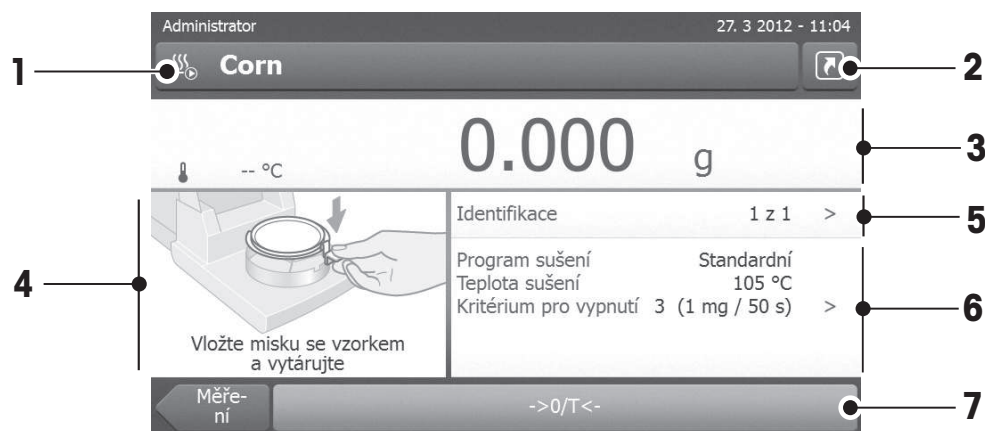 Administrator 27. 3 2012 - 11:04
1 Corn 2
0.000 g 3
-- °C
4
Identifikace 1 z 1 > 5
Program sušení Standardní
Teplota sušení 105 °C
Kritérium pro vypnutí 3 (1 mg / 50 s) > 6
Vložte misku se vzorkem
a vytárujte
Měře-
ní
->0/T<- 7